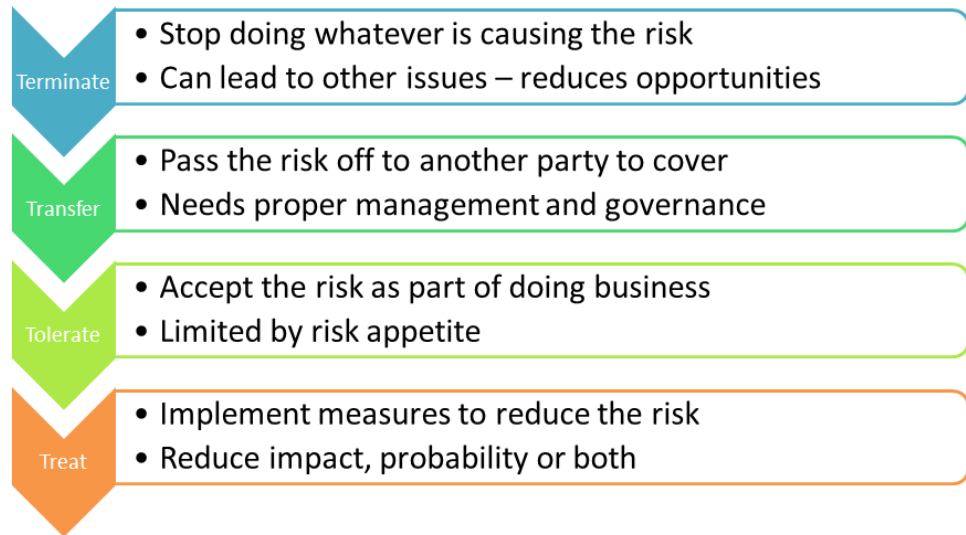 Terminate
• Stop doing whatever is causing the risk
• Can lead to other issues – reduces opportunities
Transfer
• Pass the risk off to another party to cover
• Needs proper management and governance
Tolerate
• Accept the risk as part of doing business
• Limited by risk appetite
Treat
• Implement measures to reduce the risk
• Reduce impact, probability or both